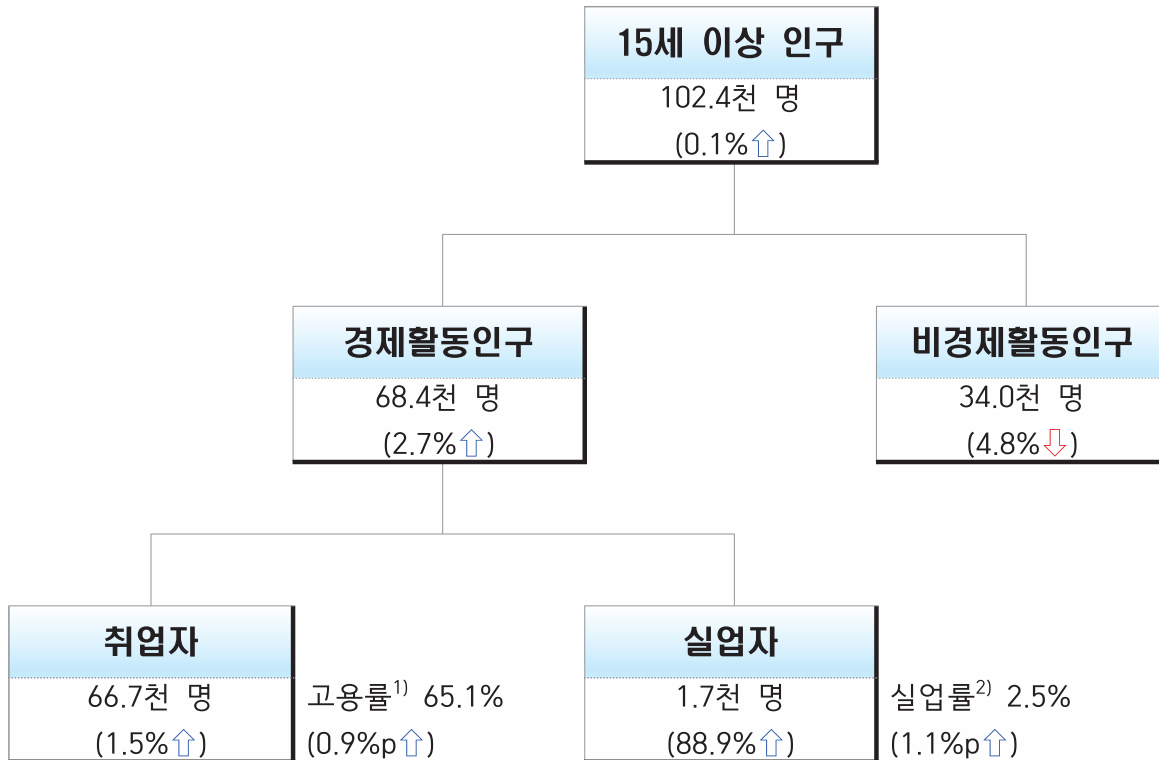 15세 이상 인구
102.4천 명
(0.1%⇧)
경제활동인구
68.4천 명
(2.7%⇧)
비경제활동인구
34.0천 명
(4.8%⇩)
취업자
66.7천 명
(1.5%⇧)
고용률1) 65.1%
(0.9%p⇧)
실업자
1.7천 명
(88.9%⇧)
실업률2) 2.5%
(1.1%p⇧)